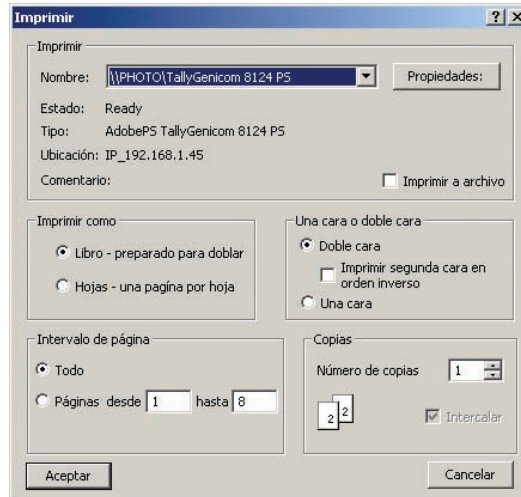 Imprimir
Imprimir
Nombre: \\PHOTO\TallyGenicom 8124 PS Propiedades:
Estado: Ready
Tipo: AdobePS TallyGenicom 8124 PS
Ubicación: IP_192.168.1.45
Comentario: Imprimir a archivo
Imprimir como
Libro - preparado para doblar
Hojas - una pagína por hoja
Una cara o doble cara
Doble cara
Imprimir segunda cara en
orden inverso
Una cara
Intervalo de página
Todo
Páginas desde 1 hasta 8
Copias
Número de copias 1
2 2
Intercalar
Aceptar Cancelar